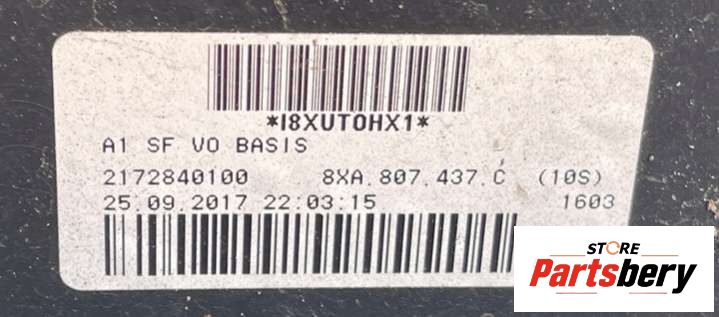 *I8XUTOHX1*
A1 SF VO BASIS
2172840100 8XA.807.437.C (10S)
25.09.2017 22:03:15 1603
STORE
Partsbery